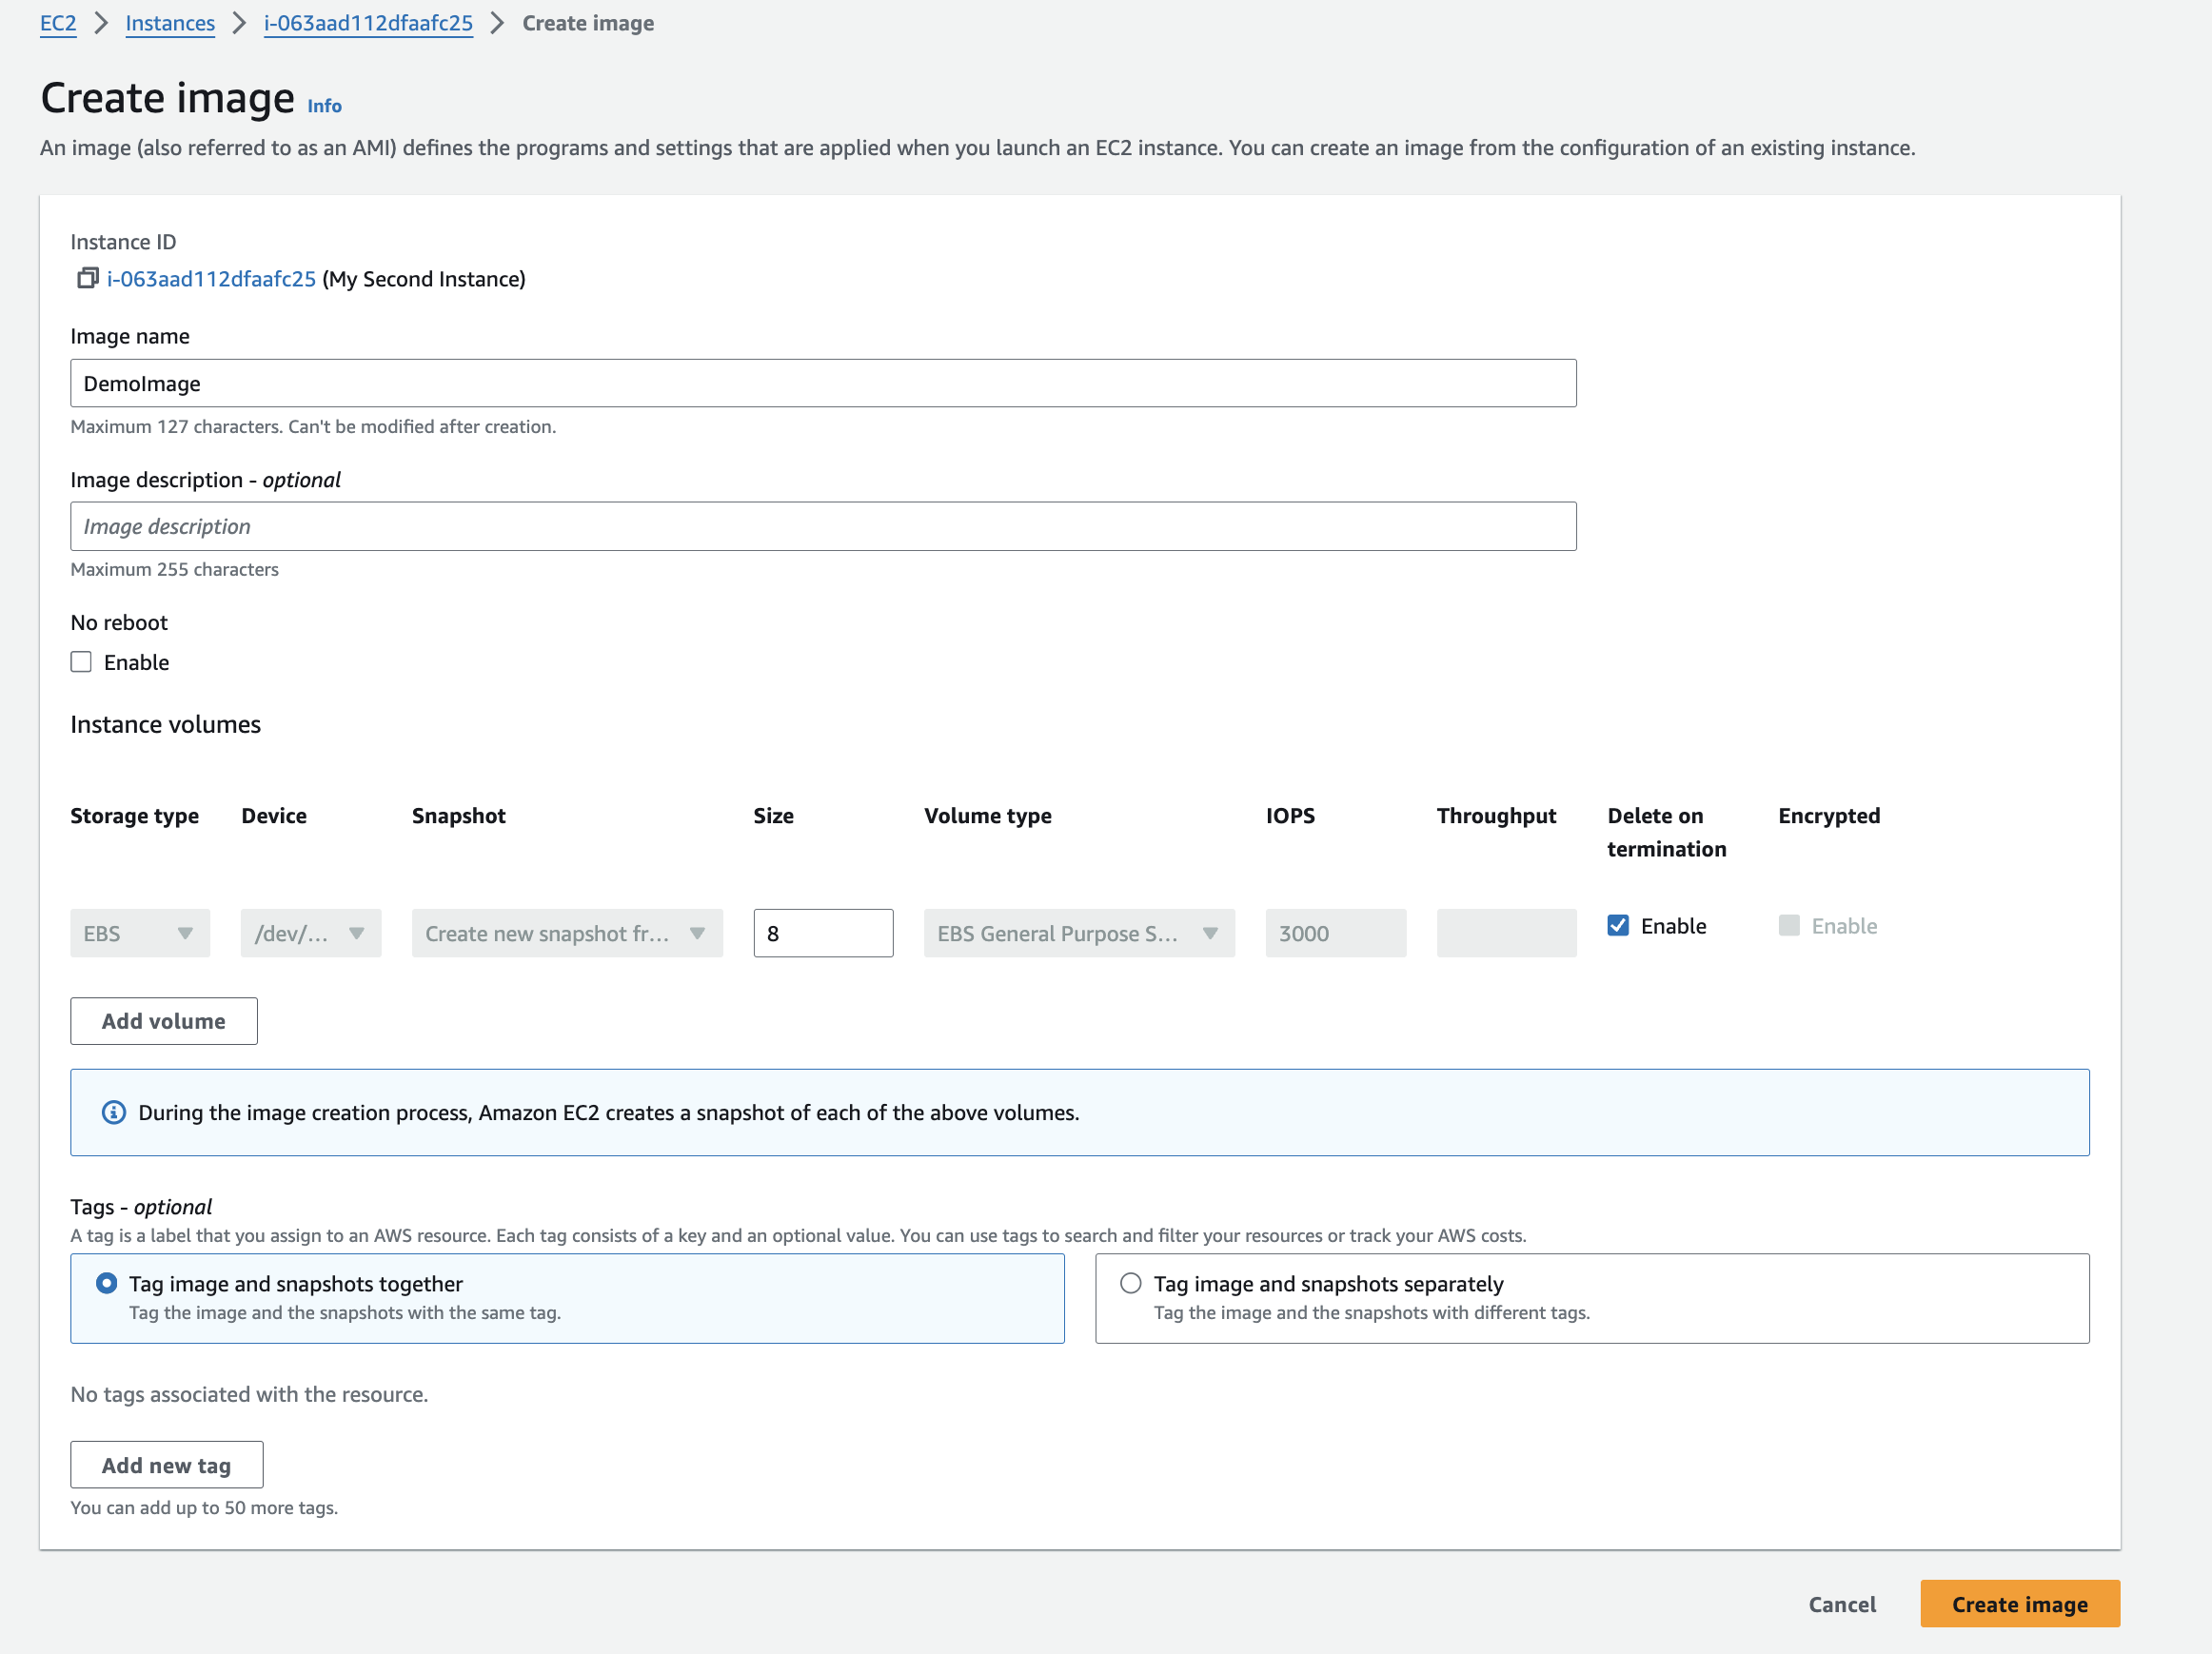 EC2 > Instances > i-063aad112dfaafc25 > Create image
Create image Info
An image (also referred to as an AMI) defines the programs and settings that are applied when you launch an EC2 instance. You can create an image from the configuration of an existing instance.
Instance ID
i-063aad112dfaafc25 (My Second Instance)
Image name
DemoImage
Maximum 127 characters. Can't be modified after creation.
Image description - optional
Image description
Maximum 255 characters
No reboot
Enable
Instance volumes
Storage type Device Snapshot Size Volume type IOPS Throughput Delete on termination Encrypted
EBS /dev/... Create new snapshot fr... 8 EBS General Purpose S... 3000 Enable Enable
Add volume
During the image creation process, Amazon EC2 creates a snapshot of each of the above volumes.
Tags - optional
A tag is a label that you assign to an AWS resource. Each tag consists of a key and an optional value. You can use tags to search and filter your resources or track your AWS costs.
Tag image and snapshots together
Tag the image and the snapshots with the same tag.
Tag image and snapshots separately
Tag the image and the snapshots with different tags.
No tags associated with the resource.
Add new tag
You can add up to 50 more tags.
Cancel Create image